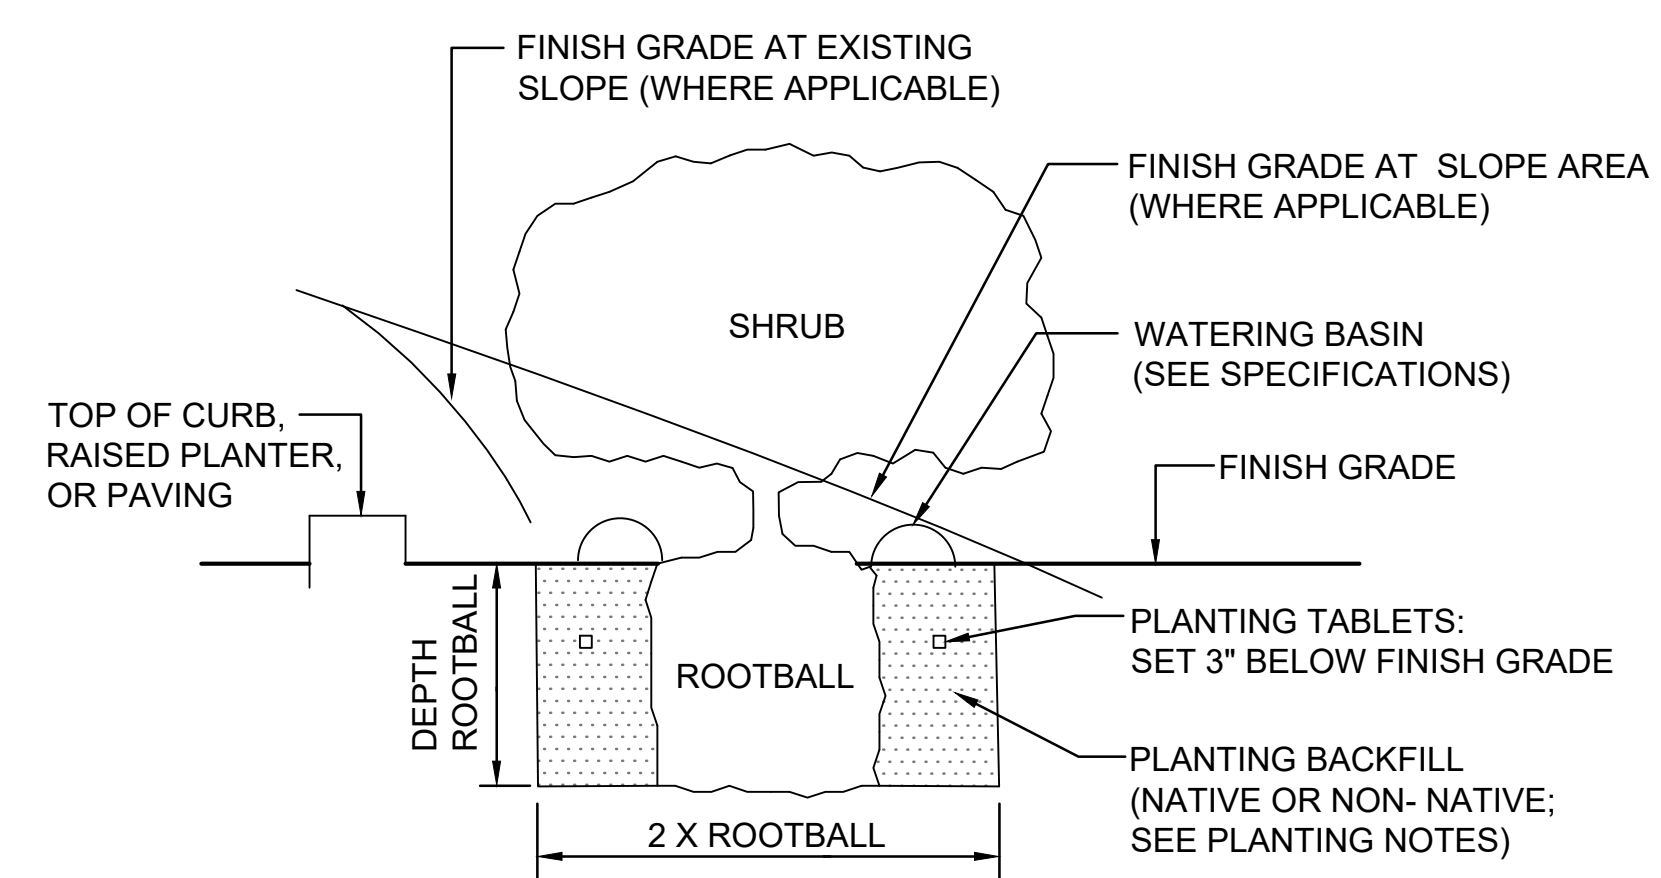 FINISH GRADE AT EXISTING
SLOPE (WHERE APPLICABLE)
FINISH GRADE AT SLOPE AREA
(WHERE APPLICABLE)
SHRUB
WATERING BASIN
(SEE SPECIFICATIONS)
TOP OF CURB,
RAISED PLANTER,
OR PAVING
FINISH GRADE
DEPTH
ROOTBALL
ROOTBALL
PLANTING TABLETS:
SET 3" BELOW FINISH GRADE
PLANTING BACKFILL
(NATIVE OR NON- NATIVE;
SEE PLANTING NOTES)
2 X ROOTBALL